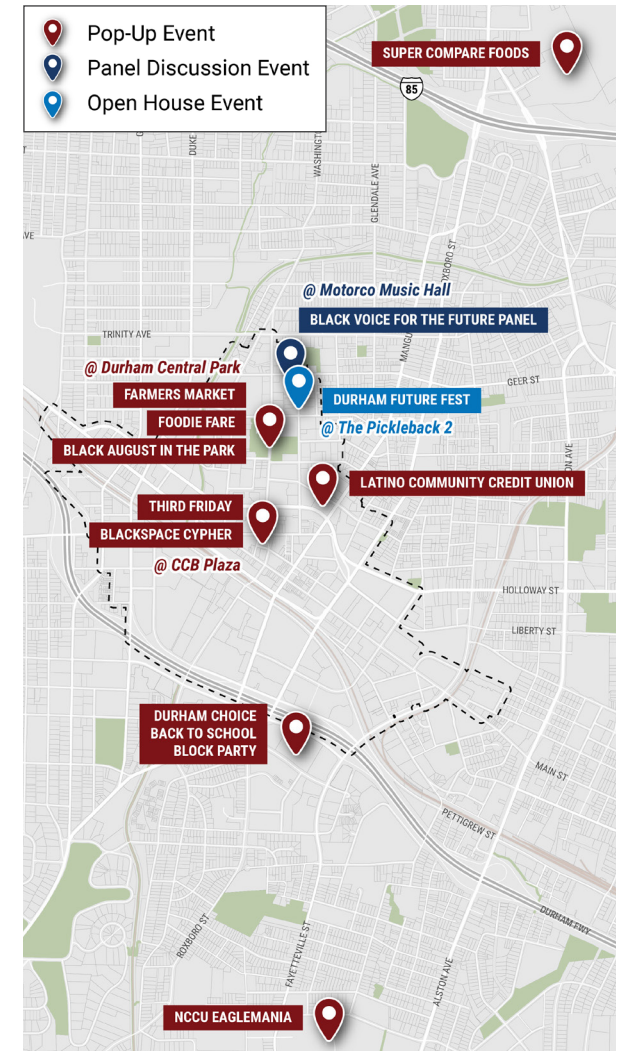 Pop-Up Event
Panel Discussion Event
Open House Event
SUPER COMPARE FOODS
85
DUKE
WASHINGT
GLENDALE AVE
ROXBORO ST
@ Motorco Music Hall
BLACK VOICE FOR THE FUTURE PANEL
TRINITY AVE
MANGU
@ Durham Central Park
GEER ST
FARMERS MARKET
DURHAM FUTURE FEST
FOODIE FARE
@ The Pickleback 2
BLACK AUGUST IN THE PARK
ON AVE
LATINO COMMUNITY CREDIT UNION
THIRD FRIDAY
BLACKSPACE CYPHER
@ CCB Plaza
HOLLOWAY ST
LIBERTY ST
DURHAM CHOICE
BACK TO SCHOOL
BLOCK PARTY
MAIN ST
PETTIGREW ST
DURHAM FWY
ROXBORO ST
FAYETTEVILLE ST
ALSTON AVE
NCCU EAGLEMANIA